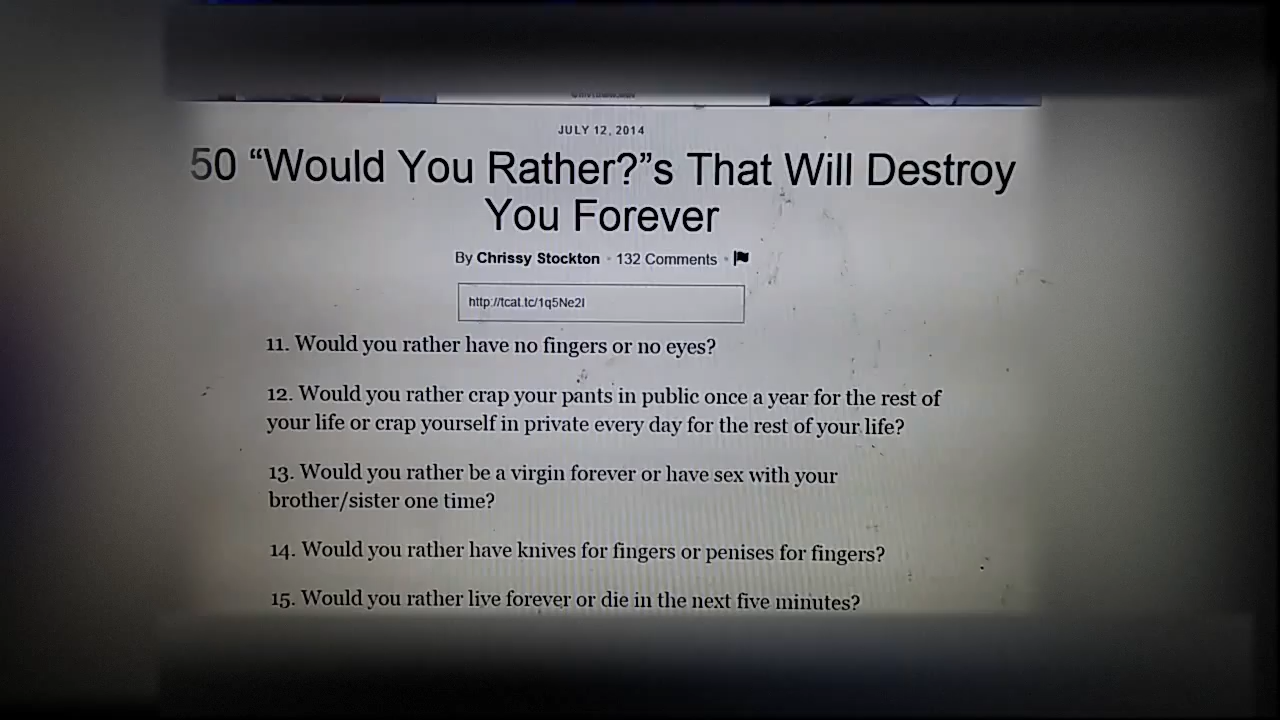 JULY 12, 2014
50 “Would You Rather?”s That Will Destroy
You Forever
By Chrissy Stockton · 132 Comments ·
http://tcat.tc/1q5Ne2I
11. Would you rather have no fingers or no eyes?
12. Would you rather crap your pants in public once a year for the rest of
your life or crap yourself in private every day for the rest of your life?
13. Would you rather be a virgin forever or have sex with your
brother/sister one time?
14. Would you rather have knives for fingers or penises for fingers?
15. Would you rather live forever or die in the next five minutes?